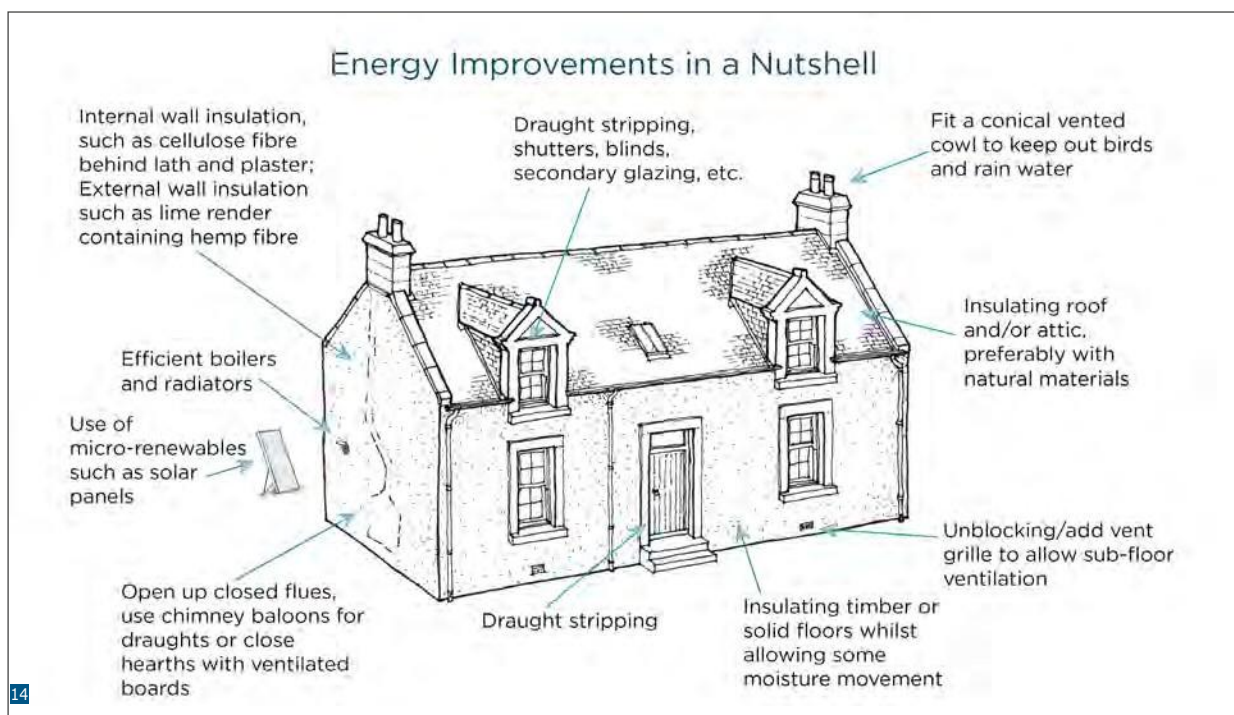 Energy Improvements in a Nutshell
Internal wall insulation,
such as cellulose fibre
behind lath and plaster;
External wall insulation
such as lime render
containing hemp fibre
Draught stripping,
shutters, blinds,
secondary glazing, etc.
Fit a conical vented
cowl to keep out birds
and rain water
Efficient boilers
and radiators
Insulating roof
and/or attic,
preferably with
natural materials
Use of
micro-renewables
such as solar
panels
Open up closed flues,
use chimney baloons for
draughts or close
hearths with ventilated
boards
Draught stripping
Insulating timber or
solid floors whilst
allowing some
moisture movement
Unblocking/add vent
grille to allow sub-floor
ventilation
14